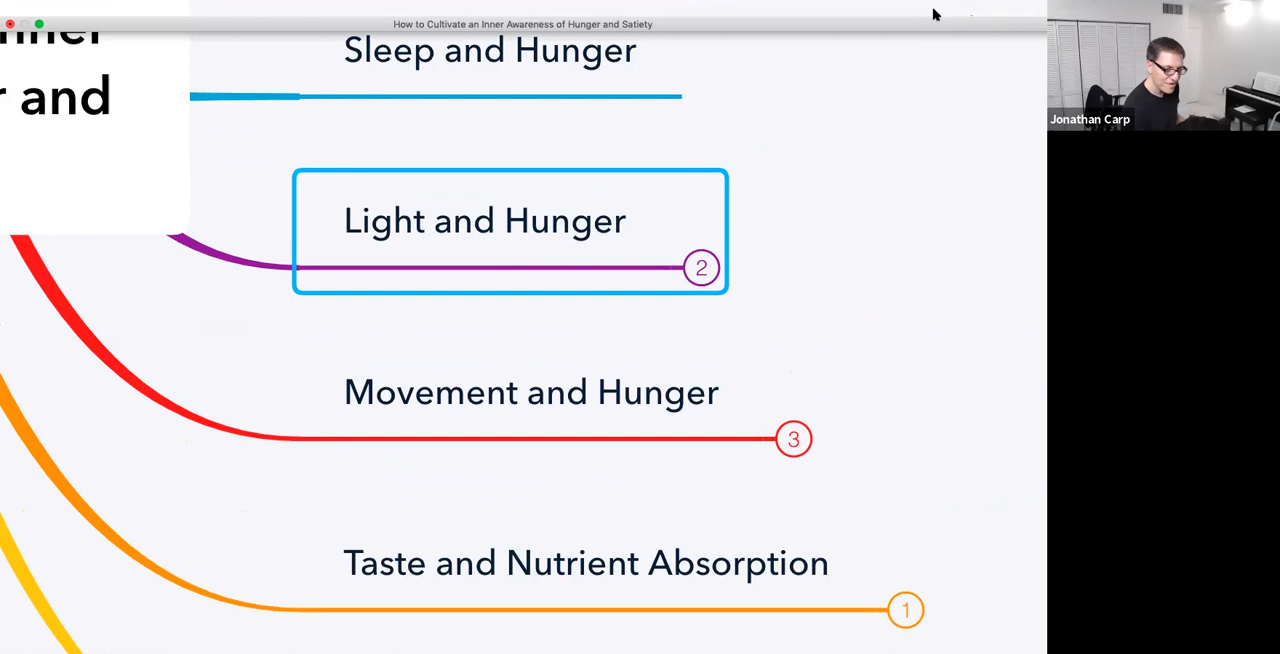 How to Cultivate an Inner Awareness of Hunger and Satiety
Sleep and Hunger
and
Light and Hunger
2
Movement and Hunger
3
Taste and Nutrient Absorption
1
Jonathan Carp